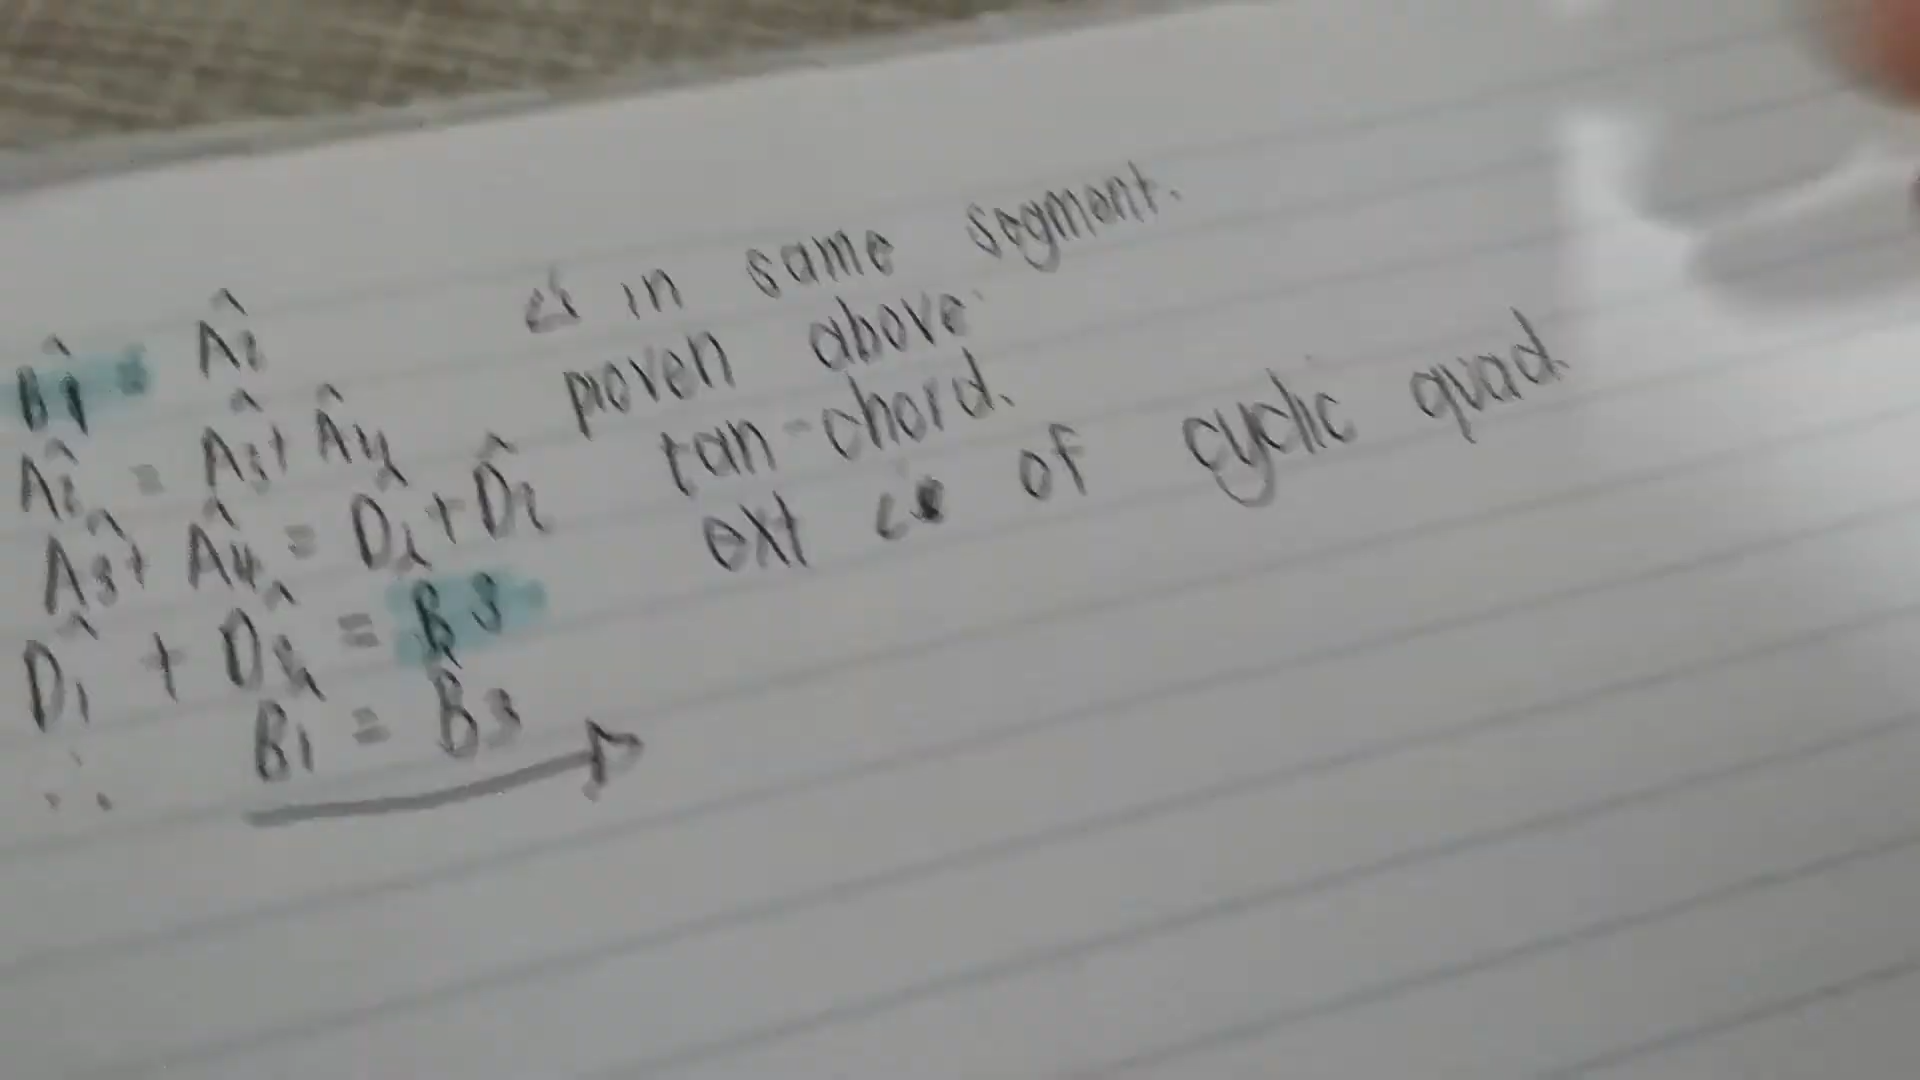 B̂1 = Â2 ∠s in same segment.
Â2 = Â3 + Â4 proven above.
Â3 + Â4 = D̂1 + D̂2 tan-chord.
D̂1 + D̂2 = B̂3 ext ∠s of cyclic quad.
∴ B̂1 = B̂3